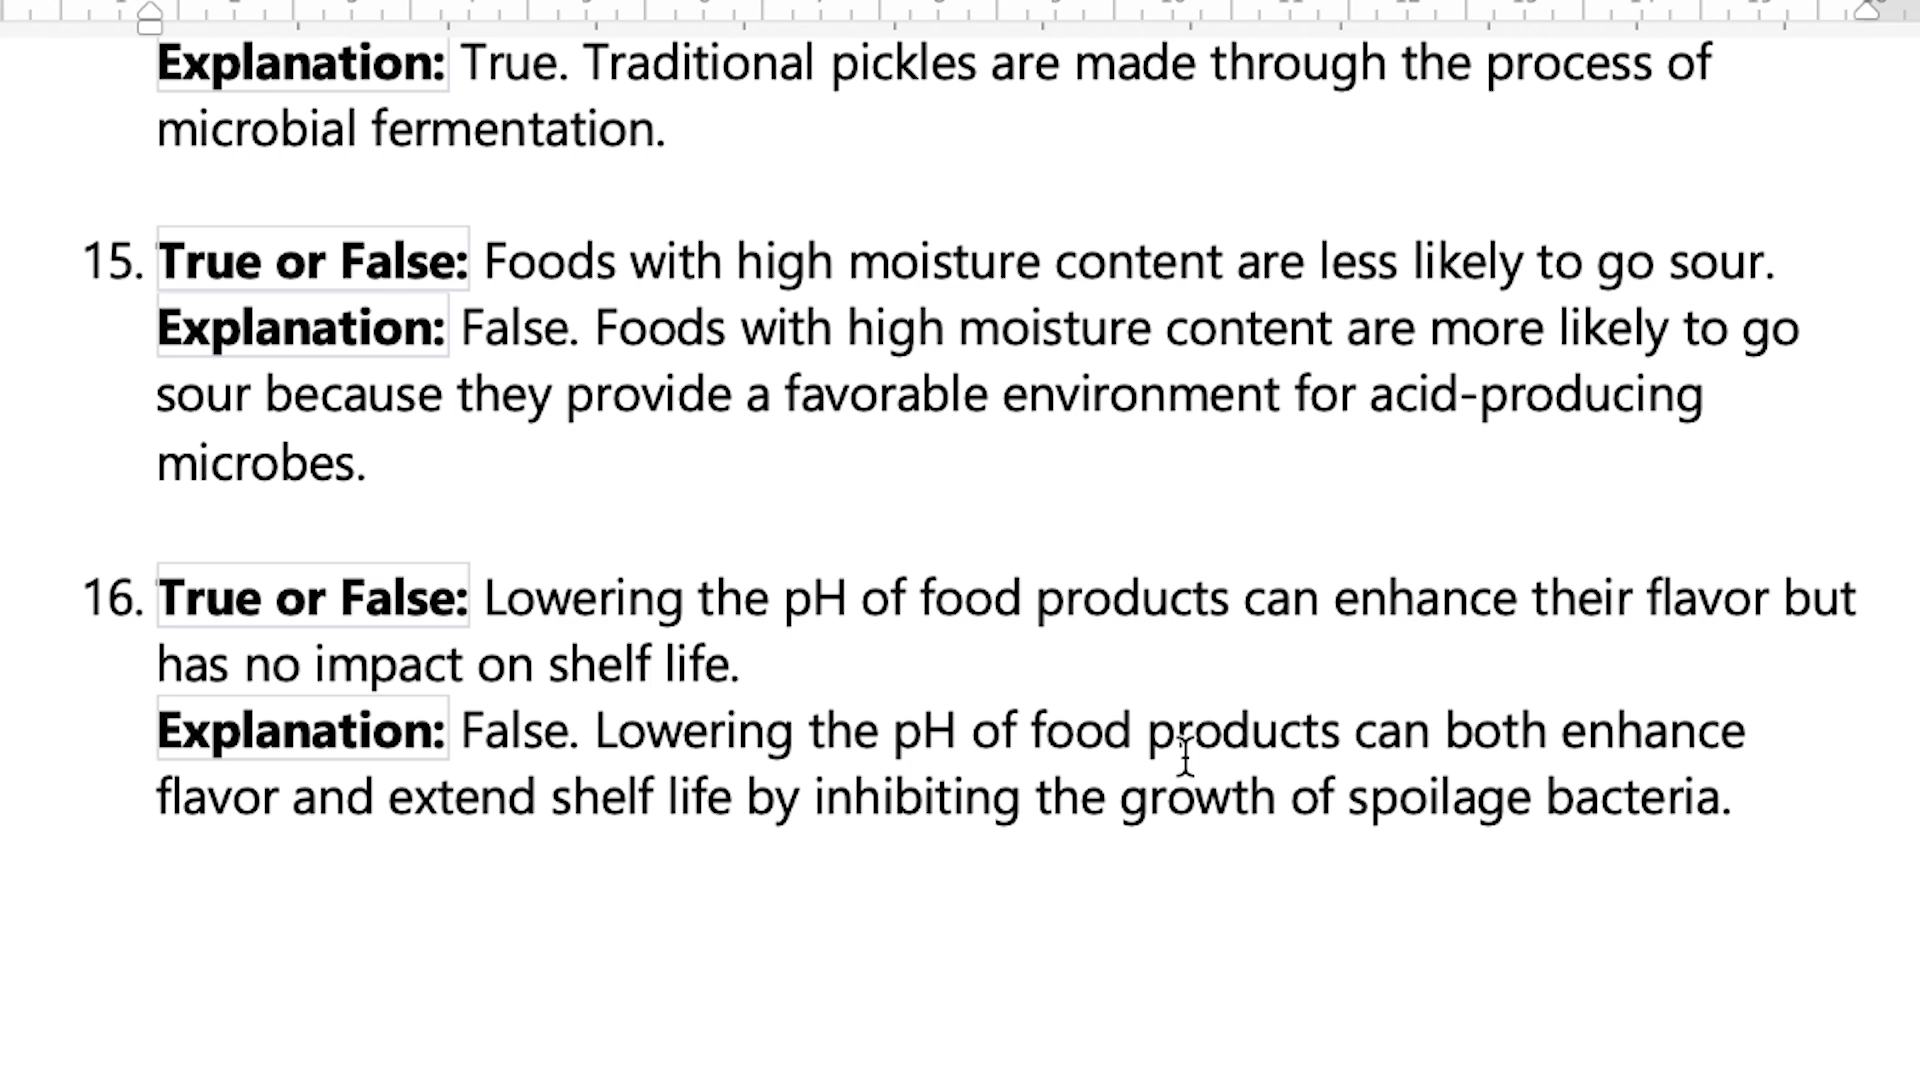 Explanation: True. Traditional pickles are made through the process of
microbial fermentation.
15. True or False: Foods with high moisture content are less likely to go sour.
Explanation: False. Foods with high moisture content are more likely to go
sour because they provide a favorable environment for acid-producing
microbes.
16. True or False: Lowering the pH of food products can enhance their flavor but
has no impact on shelf life.
Explanation: False. Lowering the pH of food products can both enhance
flavor and extend shelf life by inhibiting the growth of spoilage bacteria.